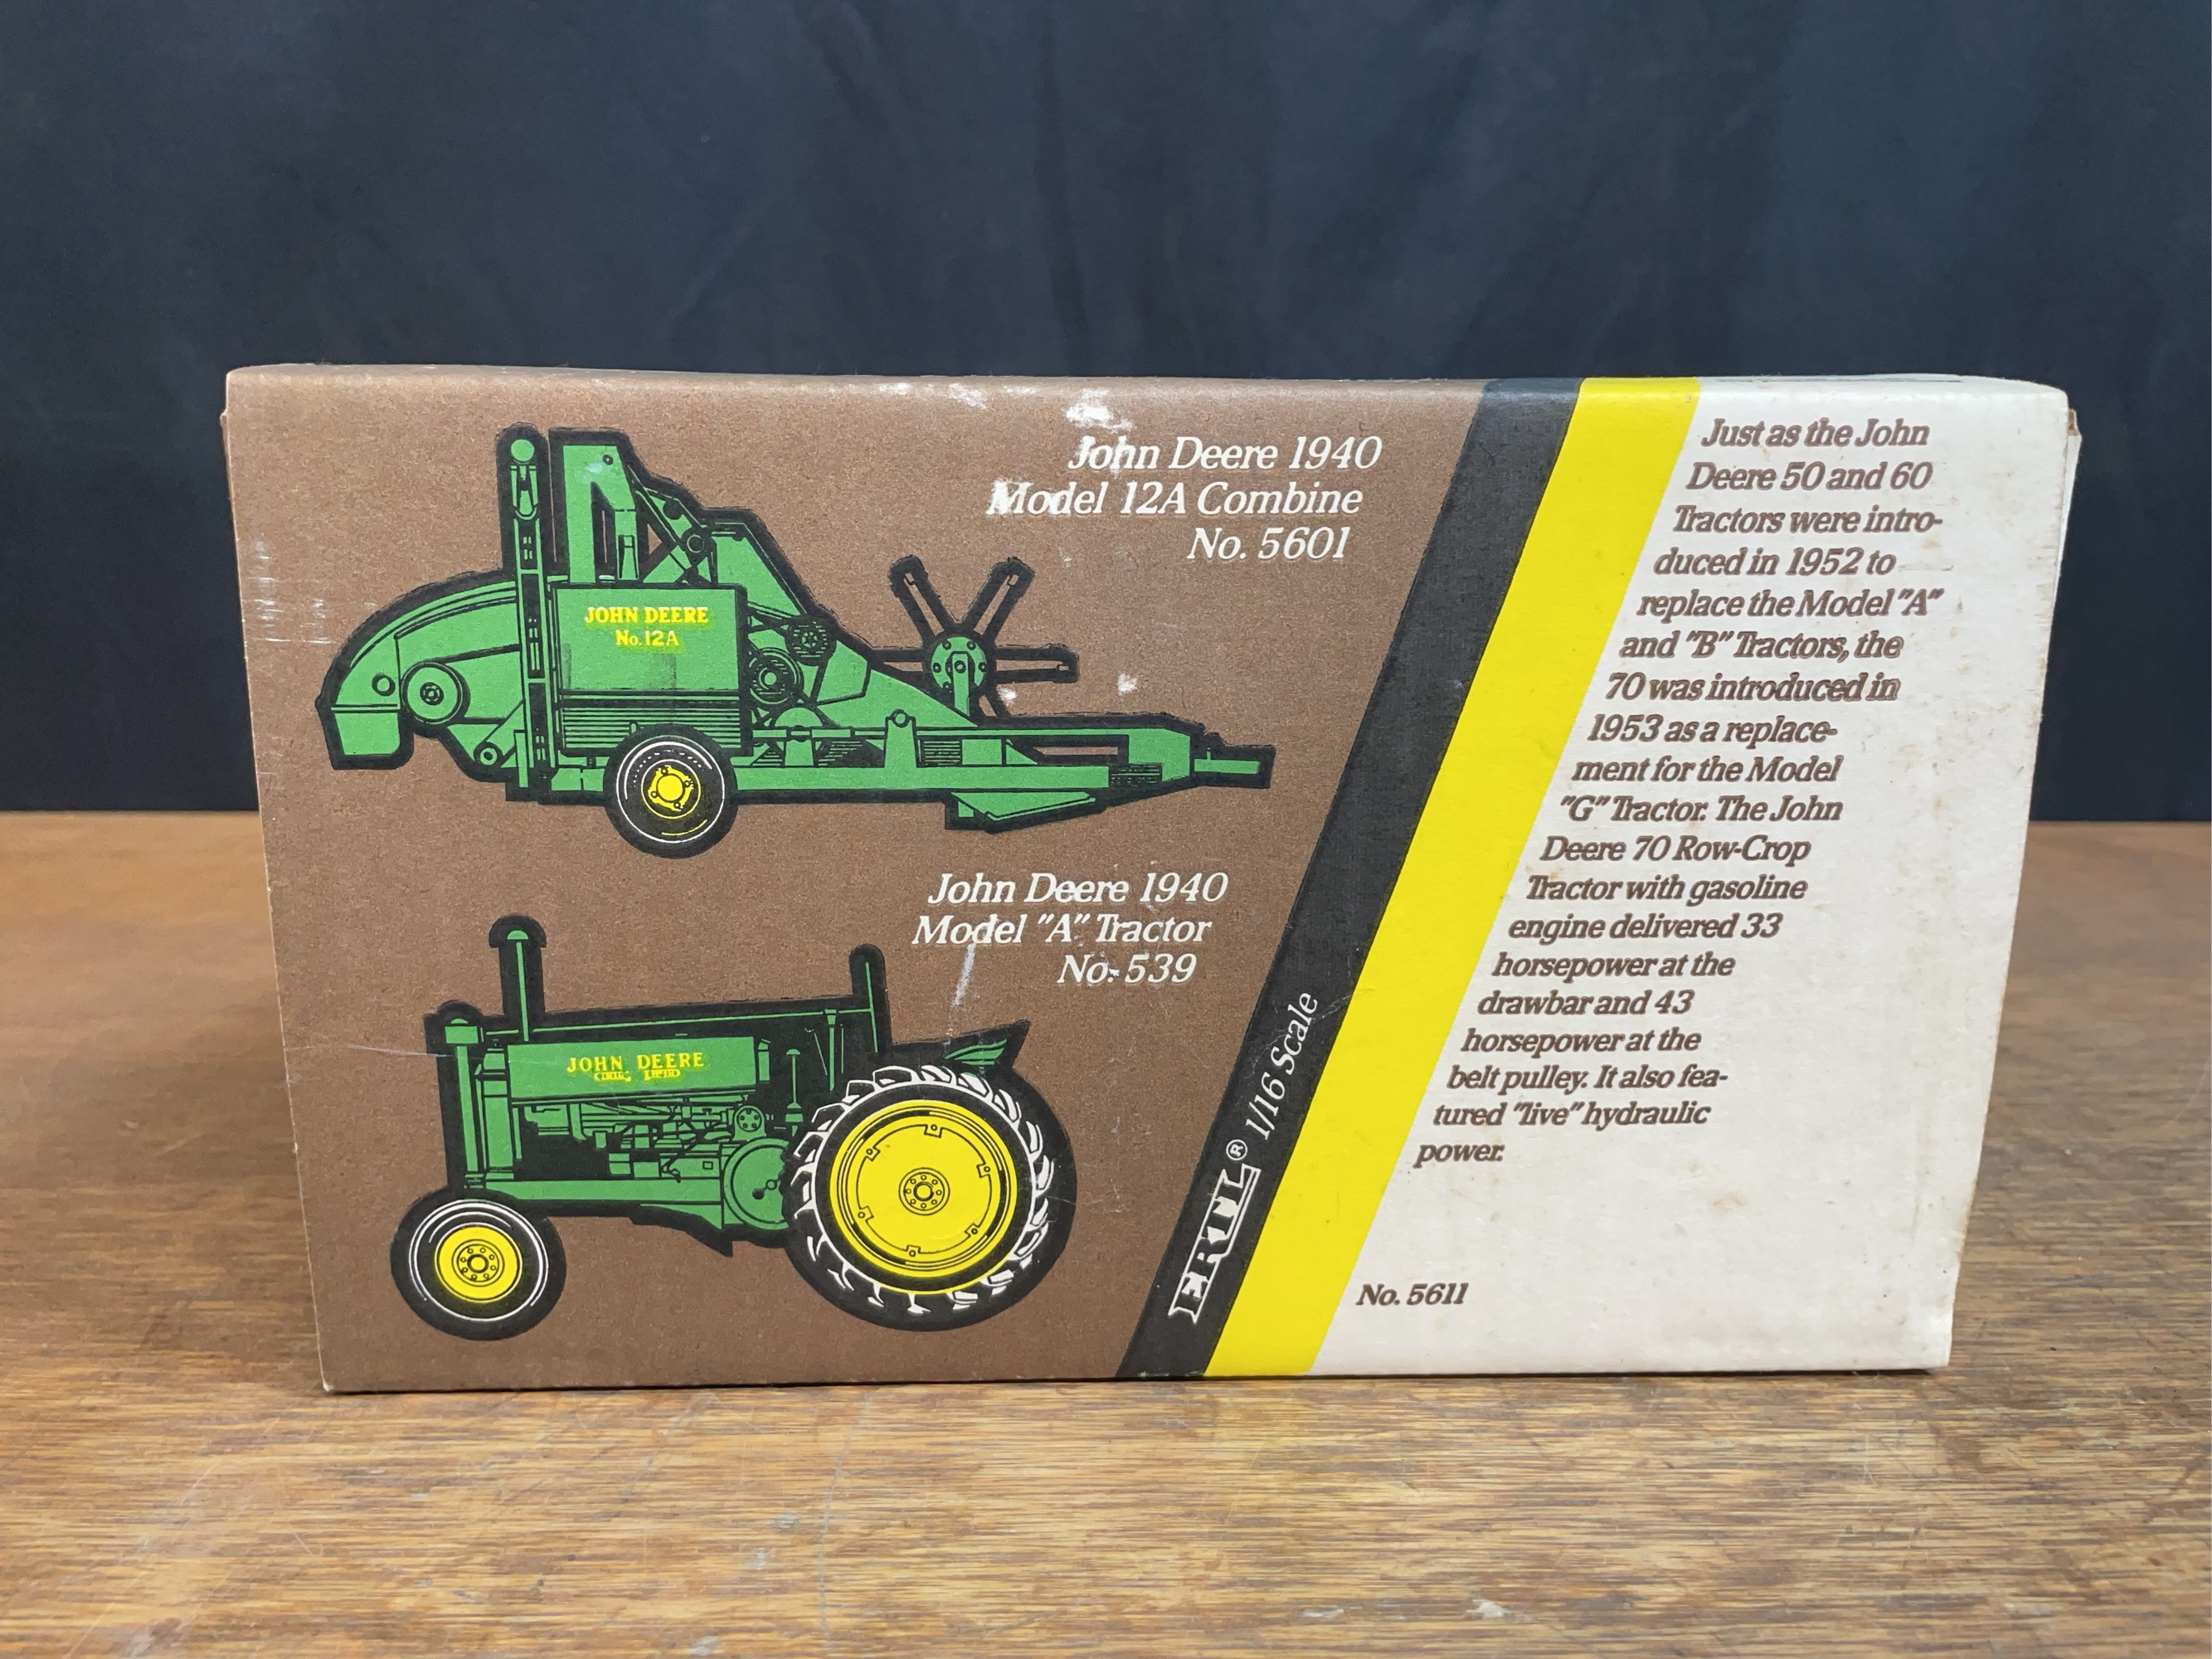 John Deere 1940
Model 12A Combine
No. 5601
JOHN DEERE
No. 12A
John Deere 1940
Model "A" Tractor
No. 539
JOHN DEERE
ERTL® 1/16 Scale
Just as the John
Deere 50 and 60
Tractors were intro-
duced in 1952 to
replace the Model "A"
and "B" Tractors, the
70 was introduced in
1953 as a replace-
ment for the Model
"G" Tractor. The John
Deere 70 Row-Crop
Tractor with gasoline
engine delivered 33
horsepower at the
drawbar and 43
horsepower at the
belt pulley. It also fea-
tured "live" hydraulic
power.
No. 5611